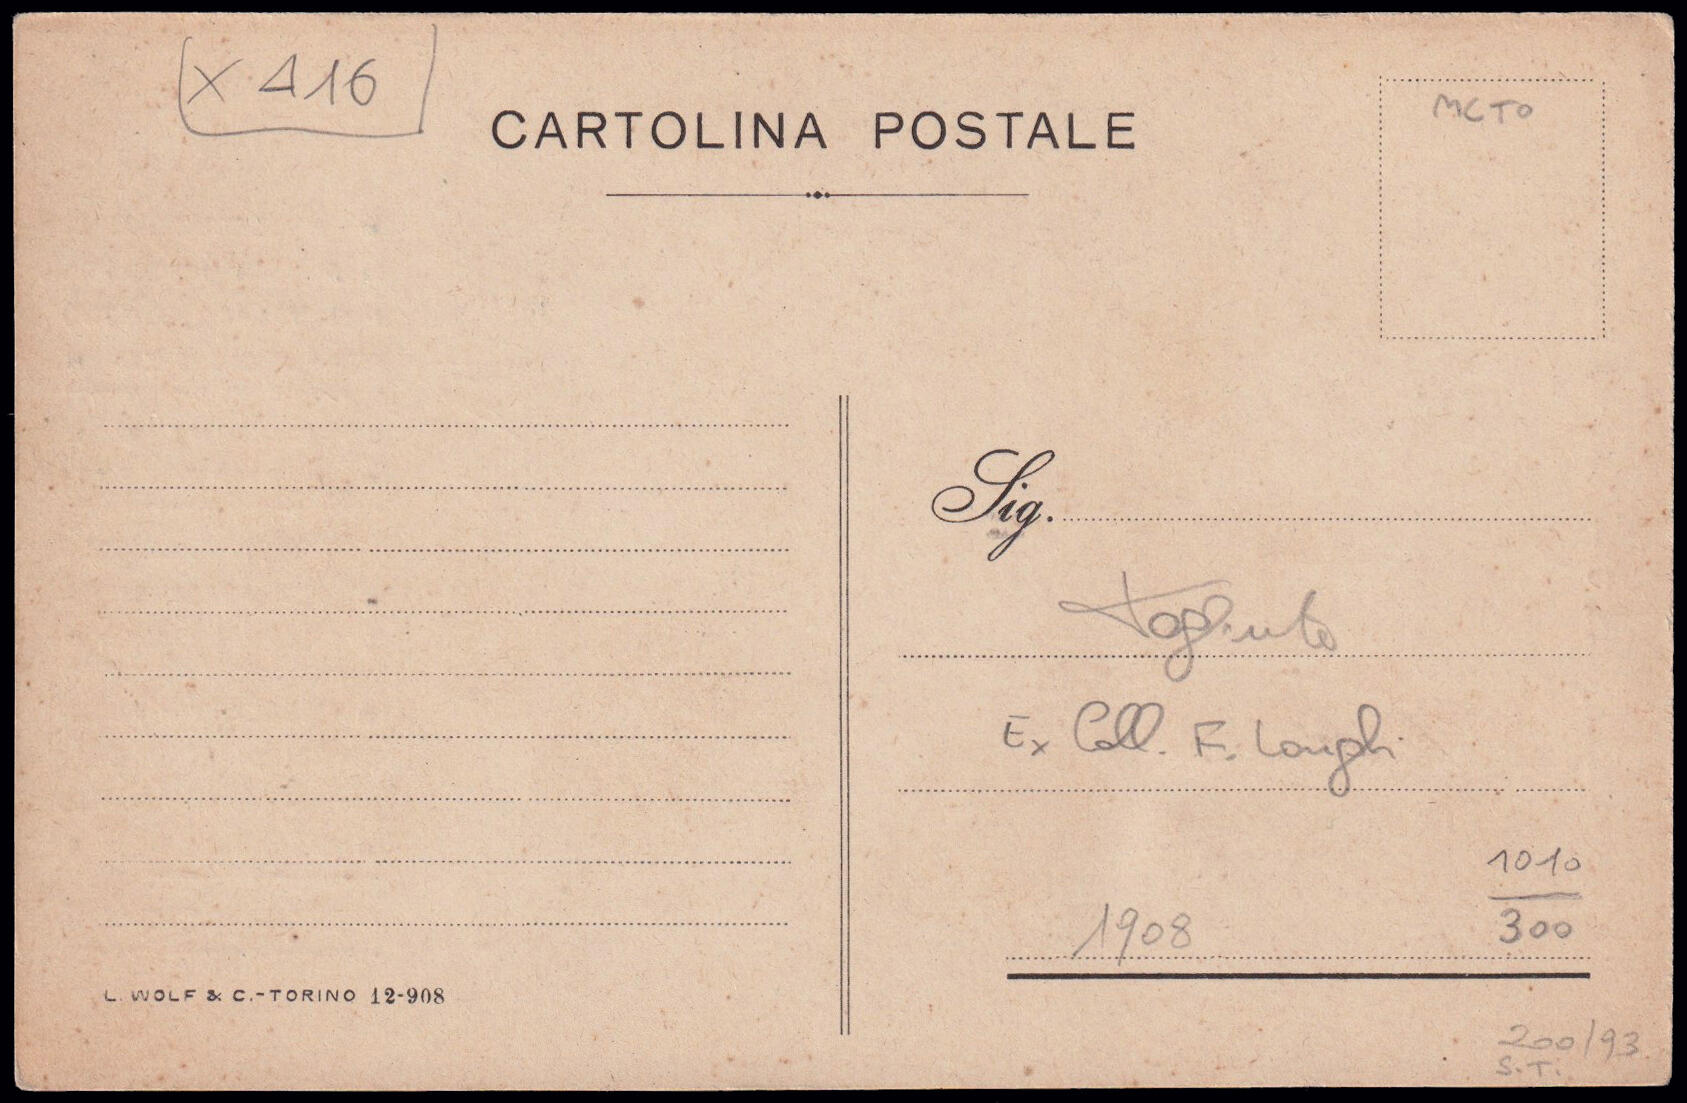 X 416
CARTOLINA POSTALE
MCTO
Sig.
Ex Coll. F. Longhi
1010
300
1908
L. WOLF & C.-TORINO 12-908
200/93
S.T.